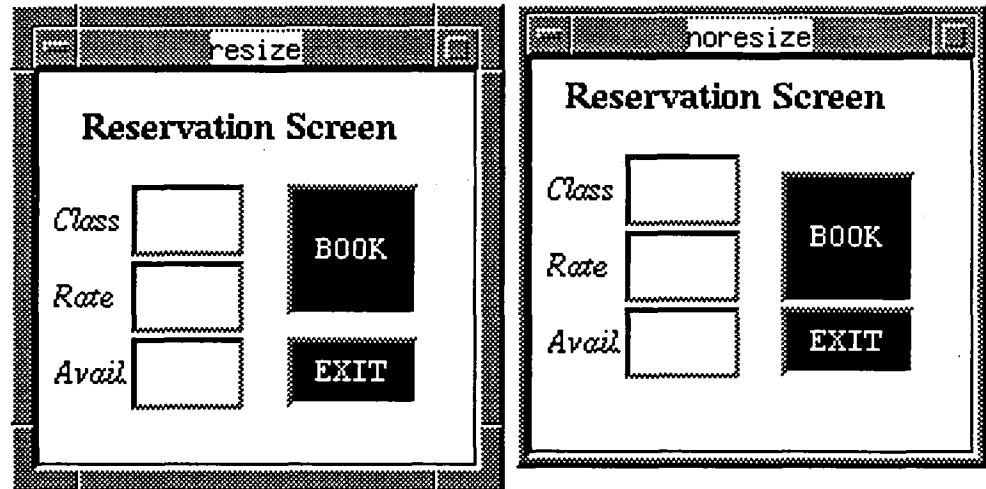 resize
Reservation Screen
Class
BOOK
Rate
Avail
EXIT
noresize
Reservation Screen
Class
BOOK
Rate
Avail
EXIT